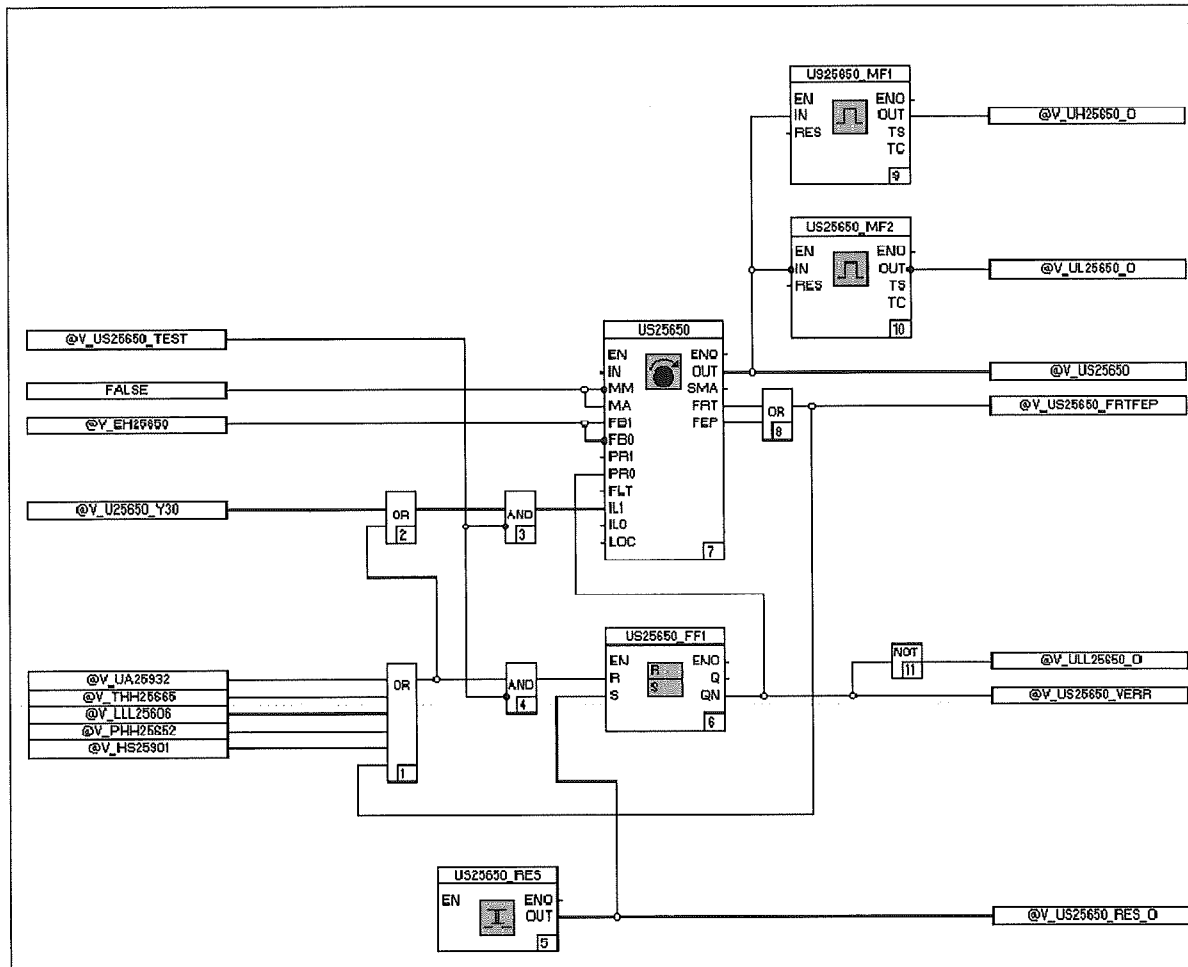 US25650_MF1
EN ENO
IN OUT
RES TS
TC
9
@V_UH25650_O
US25650_MF2
EN ENO
IN OUT
RES TS
TC
10
@V_UL25650_O
@V_US25650_TEST
FALSE
@V_EH25650
@V_U25650_Y30
OR
2
AND
3
US25650
EN ENO
IN OUT
MM SMA
MA FRT
FB1 FEP
FB0
PR1
PR0
FLT
IL1
IL0
LOC
7
OR
8
@V_US25650
@V_US25650_FRTFEP
@V_UA25932
@V_THH25665
@V_LLL25606
@V_PHH25652
@V_HS25901
OR
1
AND
4
US25650_FF1
EN ENO
R Q
S QN
R
S
6
NOT
11
@V_ULL25650_O
@V_US25650_VERR
US25650_RES
EN ENO
OUT
5
@V_US25650_RES_O